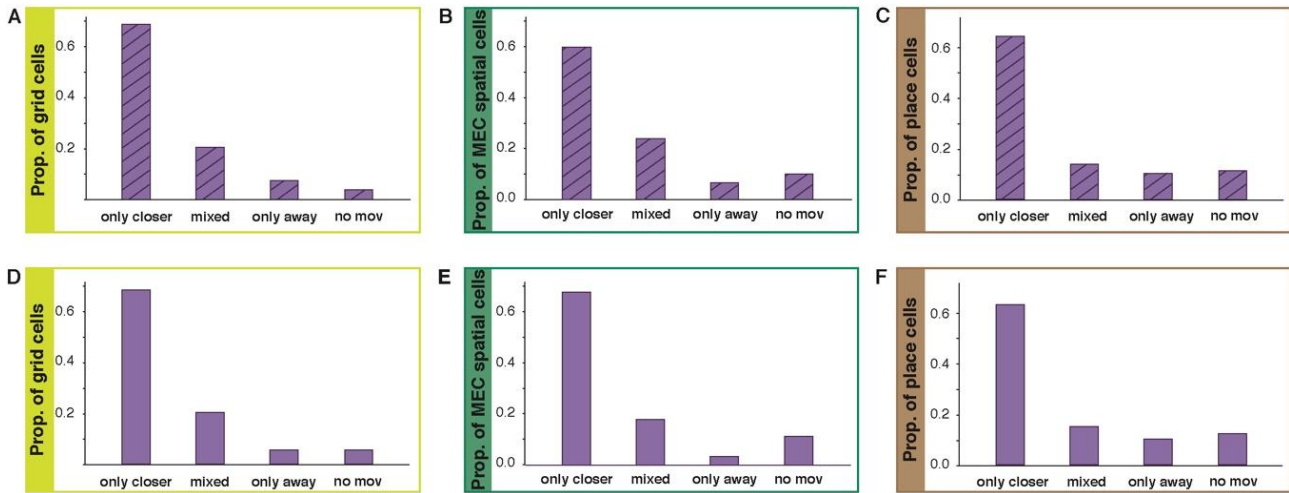 A
Prop. of grid cells
0.6
0.4
0.2
only closer mixed only away no mov
B
Prop. of MEC spatial cells
0.6
0.4
0.2
0.0
only closer mixed only away no mov
C
Prop. of place cells
0.6
0.4
0.2
0.0
only closer mixed only away no mov
D
Prop. of grid cells
0.6
0.4
0.2
only closer mixed only away no mov
E
Prop. of MEC spatial cells
0.6
0.4
0.2
0.0
only closer mixed only away no mov
F
Prop. of place cells
0.6
0.4
0.2
0.0
only closer mixed only away no mov